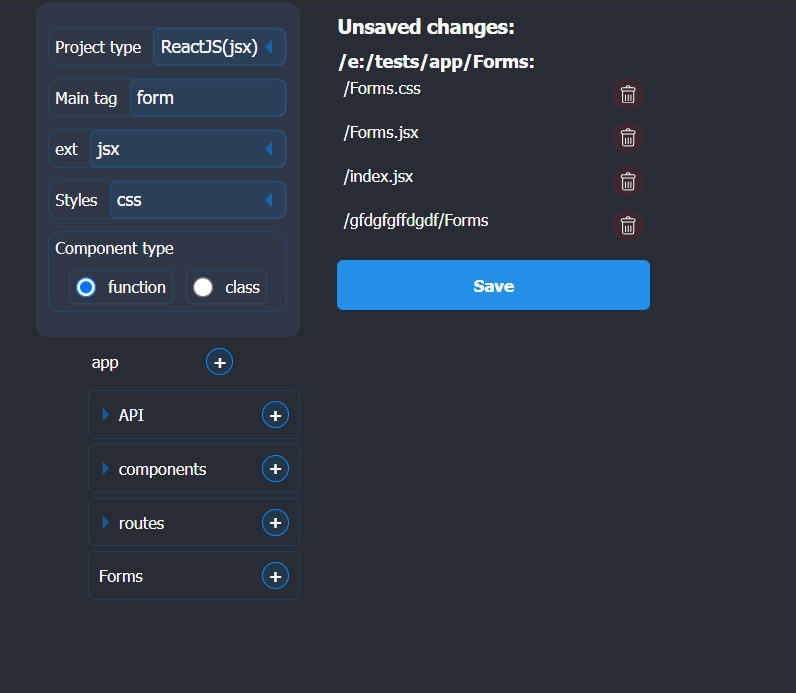 Project type ReactJS(jsx)
Main tag form
ext jsx
Styles css
Component type
function class
app +
API +
components +
routes +
Forms +
Unsaved changes:
/e:/tests/app/Forms:
/Forms.css
/Forms.jsx
/index.jsx
/gfdgfgffdgdf/Forms
Save